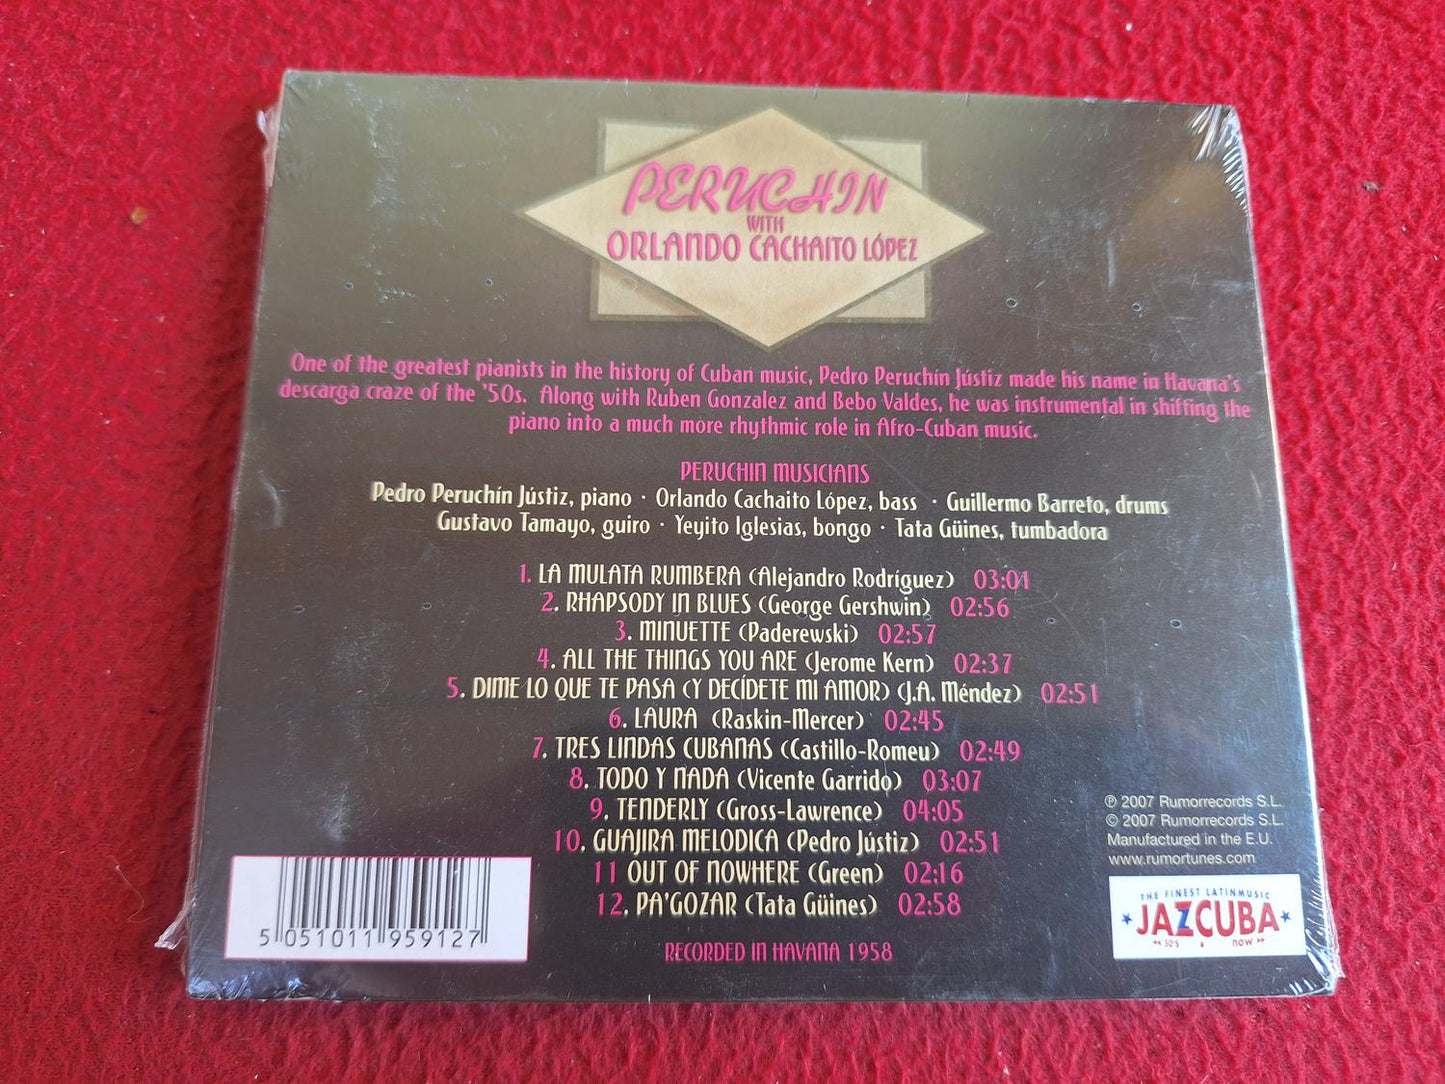 PERUCHIN
WITH
ORLANDO CACHAITO LÓPEZ
One of the greatest pianists in the history of Cuban music, Pedro Peruchín Jústiz made his name in Havana's
descarga craze of the '50s. Along with Ruben Gonzalez and Bebo Valdes, he was instrumental in shiffing the
piano into a much more rhythmic role in Afro-Cuban music.
PERUCHIN MUSICIANS
Pedro Peruchín Jústiz, piano · Orlando Cachaito López, bass · Guillermo Barreto, drums
Gustavo Tamayo, guiro · Yeyito Iglesias, bongo · Tata Güines, tumbadora
1. LA MULATA RUMBERA (Alejandro Rodríguez) 03:01
2. RHAPSODY IN BLUES (George Gershwin) 02:56
3. MINUETTE (Paderewski) 02:57
4. ALL THE THINGS YOU ARE (Jerome Kern) 02:37
5. DIME LO QUE TE PASA (Y DECÍDETE MI AMOR) (J.A. Méndez) 02:51
6. LAURA (Raskin-Mercer) 02:45
7. TRES LINDAS CUBANAS (Castillo-Romeu) 02:49
8. TODO Y NADA (Vicente Garrido) 03:07
9. TENDERLY (Gross-Lawrence) 04:05
10. GUAJIRA MELODICA (Pedro Jústiz) 02:51
11 OUT OF NOWHERE (Green) 02:16
12. PA'GOZAR (Tata Güines) 02:58
RECORDED IN HAVANA 1958
5 051011 959127
℗ 2007 Rumorrecords S.L.
© 2007 Rumorrecords S.L.
Manufactured in the E.U.
www.rumortunes.com
THE FINEST LATINMUSIC
JAZZCUBA
50'S NOW